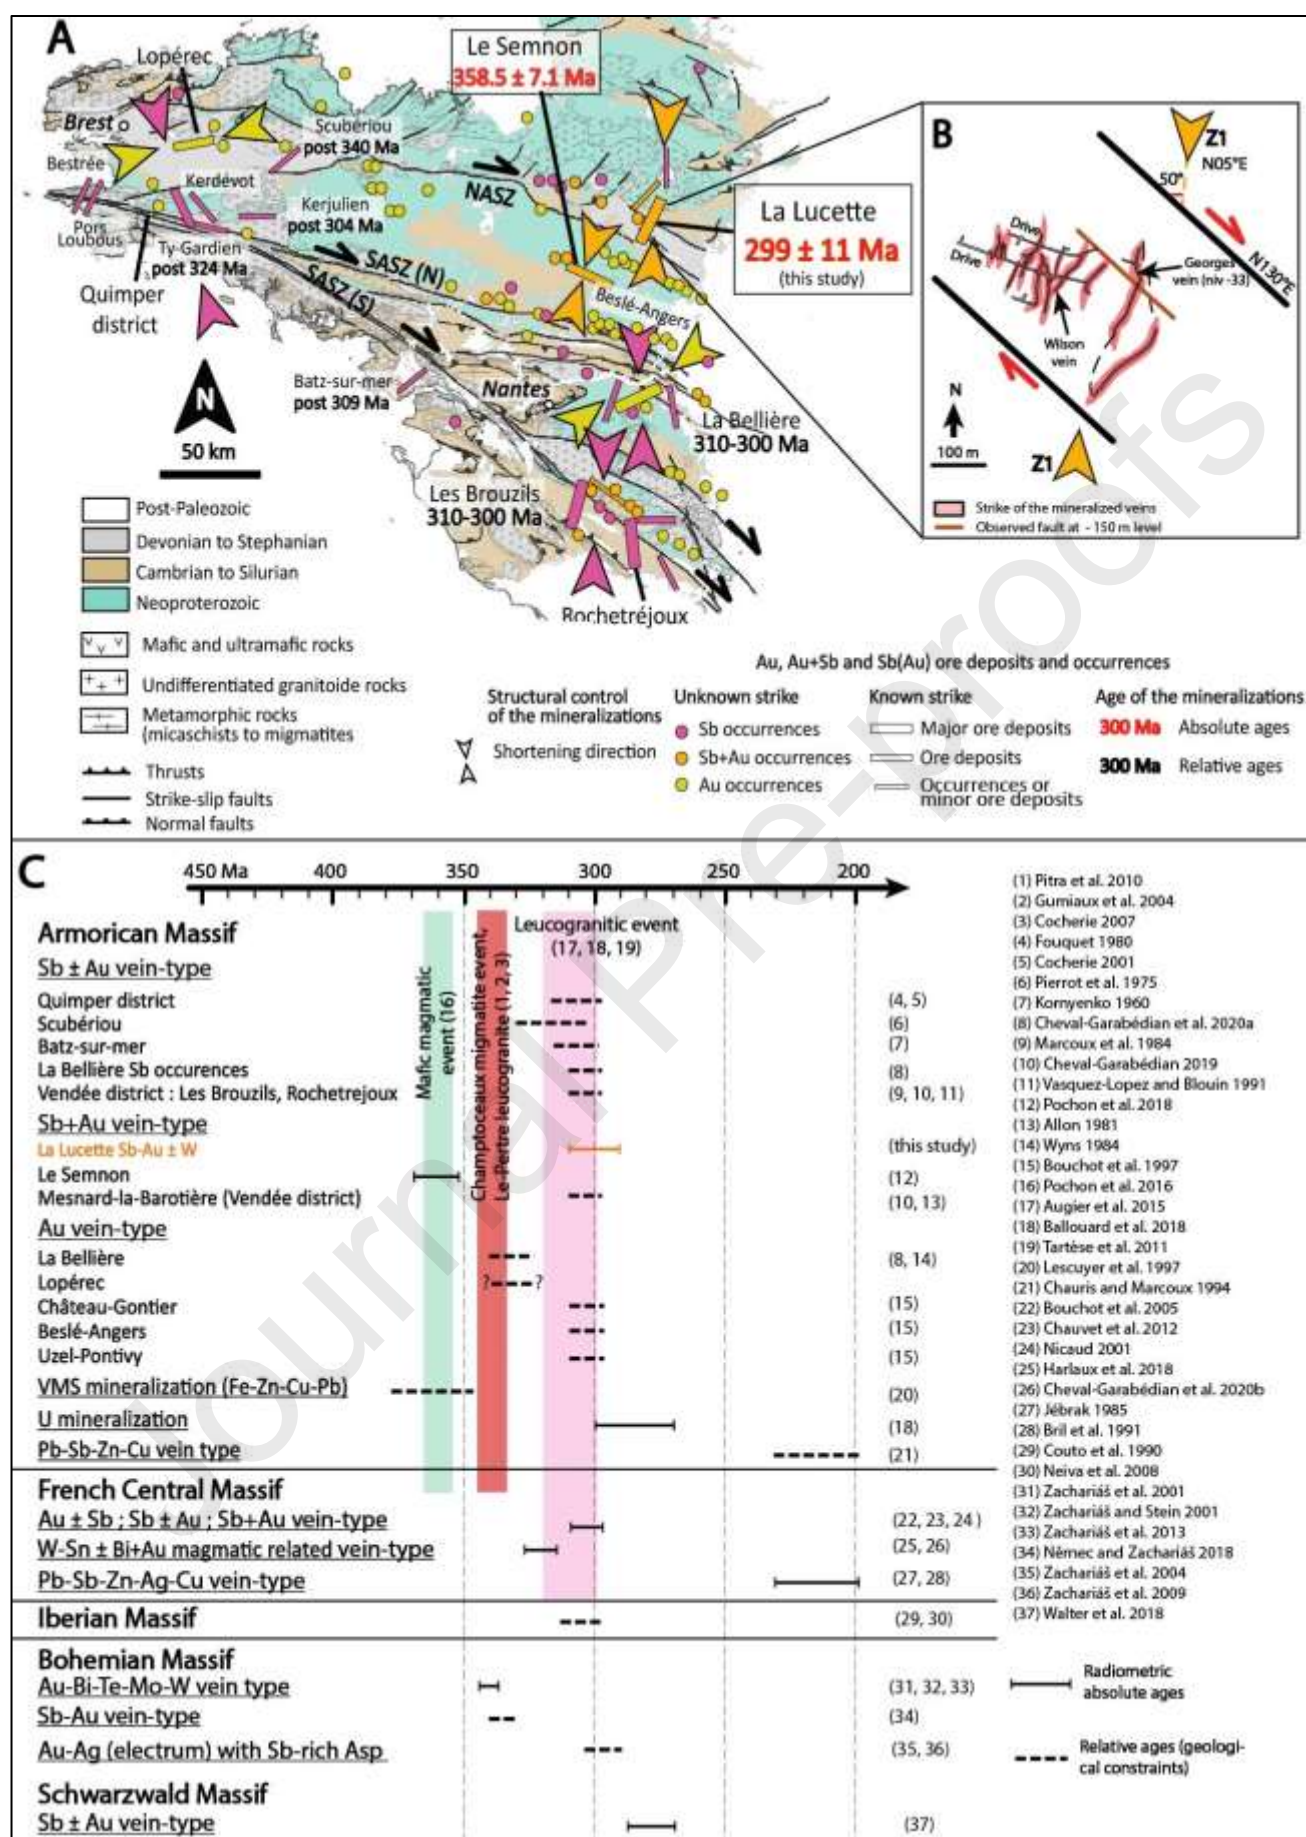 A
Lopérec
Le Semnon
358.5 ± 7.1 Ma
Brest
Scubériou
post 340 Ma
Bestrée
Kerdévot
NASZ
Kerjulien
post 304 Ma
La Lucette
299 ± 11 Ma
(this study)
Pors
Loubous
Ty-Gardien
post 324 Ma
SASZ (N)
SASZ (S)
Quimper
district
Beslé-Angers
Batz-sur-mer
post 309 Ma
Nantes
N
50 km
La Bellière
310-300 Ma
Les Brouzils
310-300 Ma
Rochetréjoux
B
Z1
N05°E
50°
N130°E
Drive
Drive
Georges
vein (niv -33)
Wilson
vein
N
100 m
Z1
Strike of the mineralized veins
Observed fault at - 150 m level
Post-Paleozoic
Devonian to Stephanian
Cambrian to Silurian
Neoproterozoic
Mafic and ultramafic rocks
Undifferentiated granitoide rocks
Metamorphic rocks
(micaschists to migmatites
Thrusts
Strike-slip faults
Normal faults
Au, Au+Sb and Sb(Au) ore deposits and occurrences
Structural control
of the mineralizations
Shortening direction
Unknown strike
Sb occurrences
Sb+Au occurrences
Au occurrences
Known strike
Major ore deposits
Ore deposits
Occurrences or
minor ore deposits
Age of the mineralizations
300 Ma Absolute ages
300 Ma Relative ages
C
450 Ma 400 350 300 250 200
Mafic magmatic
event (16)
Champtoceaux migmatite event,
Le-Pertre leucogranite (1, 2, 3)
Leucogranitic event
(17, 18, 19)
Armorican Massif
Sb ± Au vein-type
Quimper district (4, 5)
Scubériou (6)
Batz-sur-mer (7)
La Bellière Sb occurences (8)
Vendée district : Les Brouzils, Rochetrejoux (9, 10, 11)
Sb+Au vein-type
La Lucette Sb-Au ± W (this study)
Le Semnon (12)
Mesnard-la-Barotière (Vendée district) (10, 13)
Au vein-type
La Bellière (8, 14)
Lopérec ? ?
Château-Gontier (15)
Beslé-Angers (15)
Uzel-Pontivy (15)
VMS mineralization (Fe-Zn-Cu-Pb) (20)
U mineralization (18)
Pb-Sb-Zn-Cu vein type (21)
French Central Massif
Au ± Sb ; Sb ± Au ; Sb+Au vein-type (22, 23, 24 )
W-Sn ± Bi+Au magmatic related vein-type (25, 26)
Pb-Sb-Zn-Ag-Cu vein-type (27, 28)
Iberian Massif (29, 30)
Bohemian Massif
Au-Bi-Te-Mo-W vein type (31, 32, 33)
Sb-Au vein-type (34)
Au-Ag (electrum) with Sb-rich Asp (35, 36)
Schwarzwald Massif
Sb ± Au vein-type (37)
(1) Pitra et al. 2010
(2) Gumiaux et al. 2004
(3) Cocherie 2007
(4) Fouquet 1980
(5) Cocherie 2001
(6) Pierrot et al. 1975
(7) Kornyenko 1960
(8) Cheval-Garabédian et al. 2020a
(9) Marcoux et al. 1984
(10) Cheval-Garabédian 2019
(11) Vasquez-Lopez and Blouin 1991
(12) Pochon et al. 2018
(13) Allon 1981
(14) Wyns 1984
(15) Bouchot et al. 1997
(16) Pochon et al. 2016
(17) Augier et al. 2015
(18) Ballouard et al. 2018
(19) Tartèse et al. 2011
(20) Lescuyer et al. 1997
(21) Chauris and Marcoux 1994
(22) Bouchot et al. 2005
(23) Chauvet et al. 2012
(24) Nicaud 2001
(25) Harlaux et al. 2018
(26) Cheval-Garabédian et al. 2020b
(27) Jébrak 1985
(28) Bril et al. 1991
(29) Couto et al. 1990
(30) Neiva et al. 2008
(31) Zachariáš et al. 2001
(32) Zachariáš and Stein 2001
(33) Zachariáš et al. 2013
(34) Němec and Zachariáš 2018
(35) Zachariáš et al. 2004
(36) Zachariáš et al. 2009
(37) Walter et al. 2018
Radiometric
absolute ages
Relative ages (geologi-
cal constraints)
Journal Pre-proofs